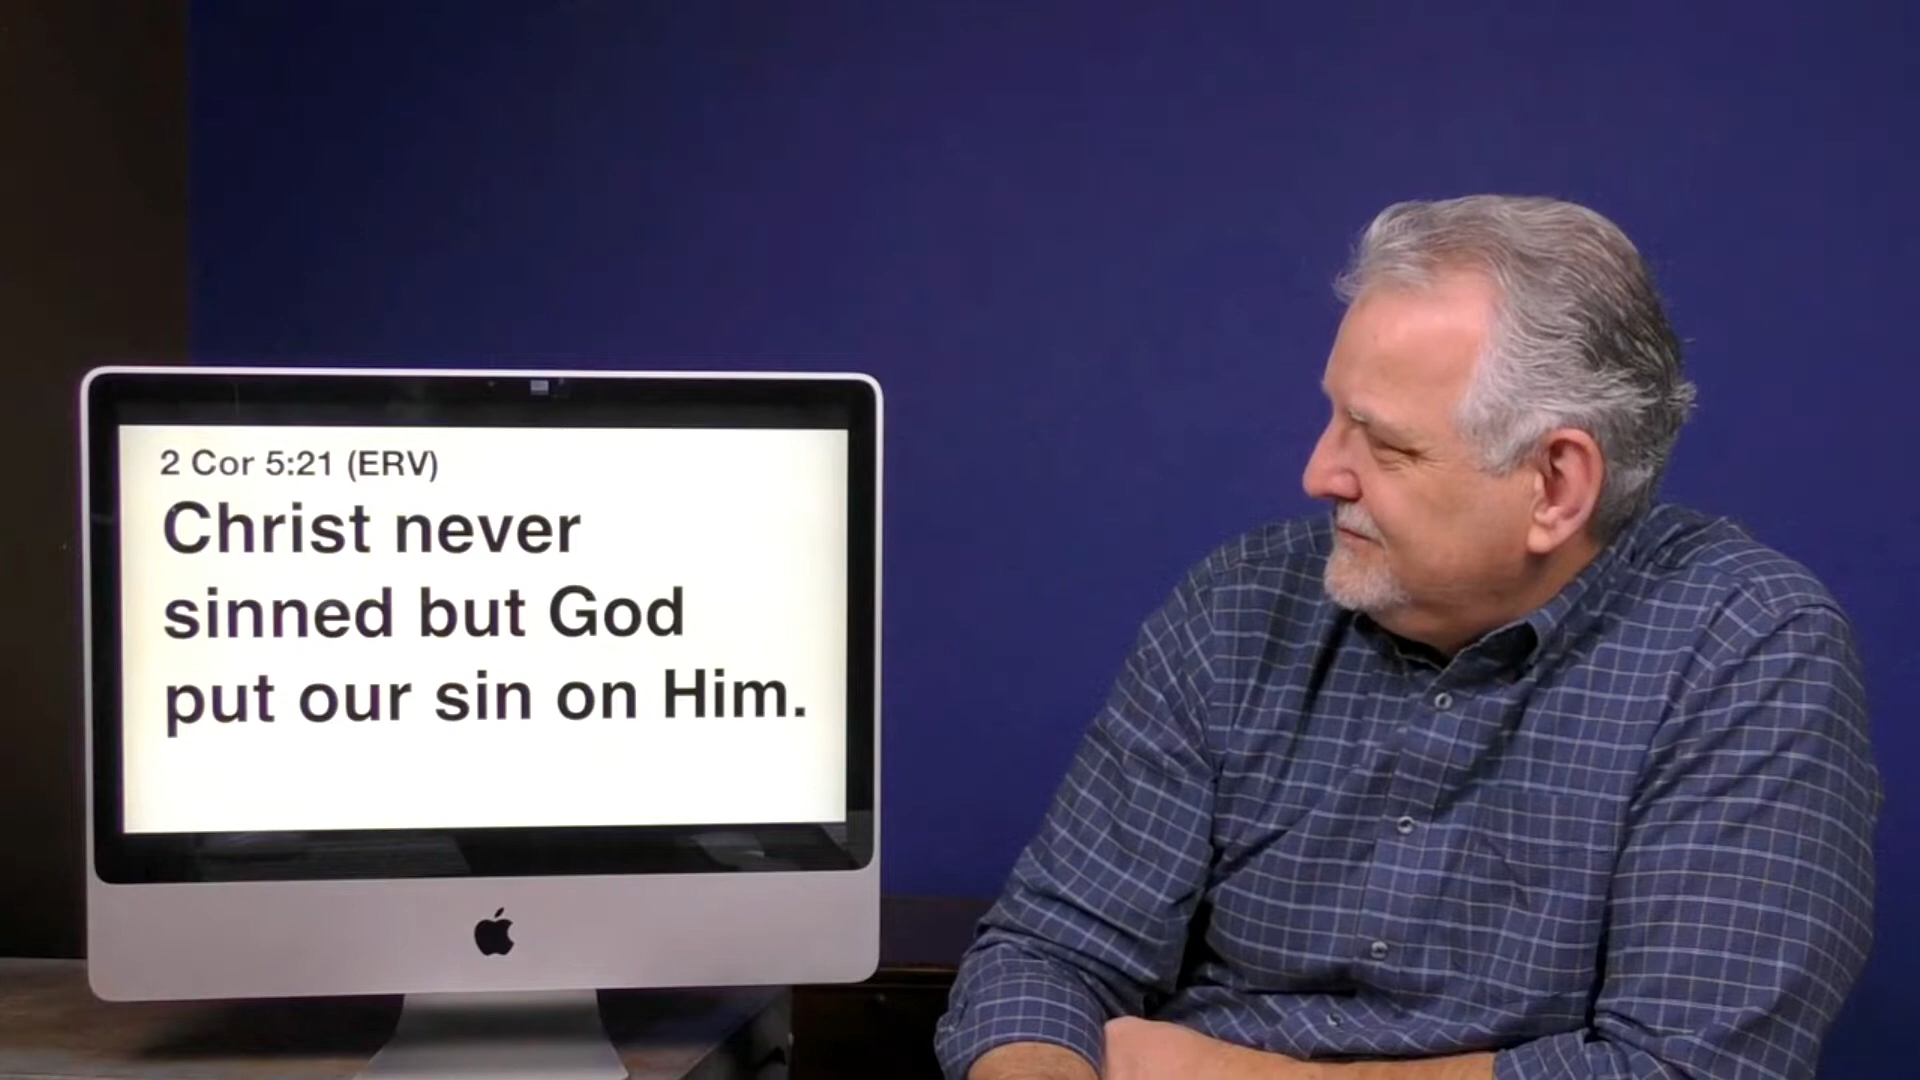 2 Cor 5:21 (ERV)
Christ never
sinned but God
put our sin on Him.